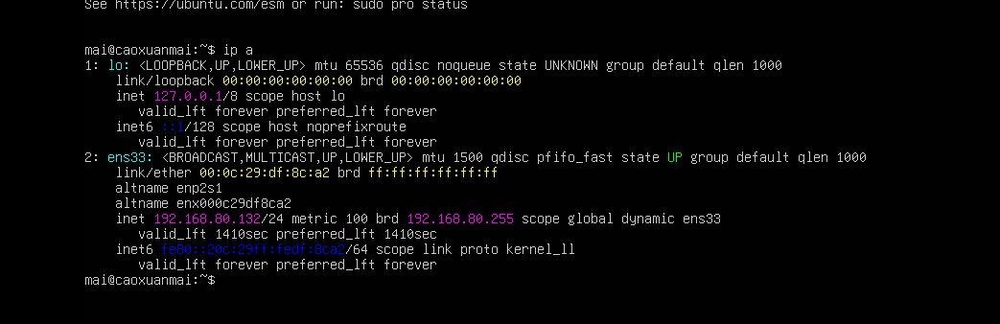 See https://ubuntu.com/esm or run: sudo pro status
mai@caoxuanmai:~$ ip a
1: lo: <LOOPBACK,UP,LOWER_UP> mtu 65536 qdisc noqueue state UNKNOWN group default qlen 1000
link/loopback 00:00:00:00:00:00 brd 00:00:00:00:00:00
inet 127.0.0.1/8 scope host lo
valid_lft forever preferred_lft forever
inet6 ::1/128 scope host noprefixroute
valid_lft forever preferred_lft forever
2: ens33: <BROADCAST,MULTICAST,UP,LOWER_UP> mtu 1500 qdisc pfifo_fast state UP group default qlen 1000
link/ether 00:0c:29:df:8c:a2 brd ff:ff:ff:ff:ff:ff
altname enp2s1
altname enx000c29df8ca2
inet 192.168.80.132/24 metric 100 brd 192.168.80.255 scope global dynamic ens33
valid_lft 1410sec preferred_lft 1410sec
inet6 fe80::20c:29ff:fedf:8ca2/64 scope link proto kernel_ll
valid_lft forever preferred_lft forever
mai@caoxuanmai:~$